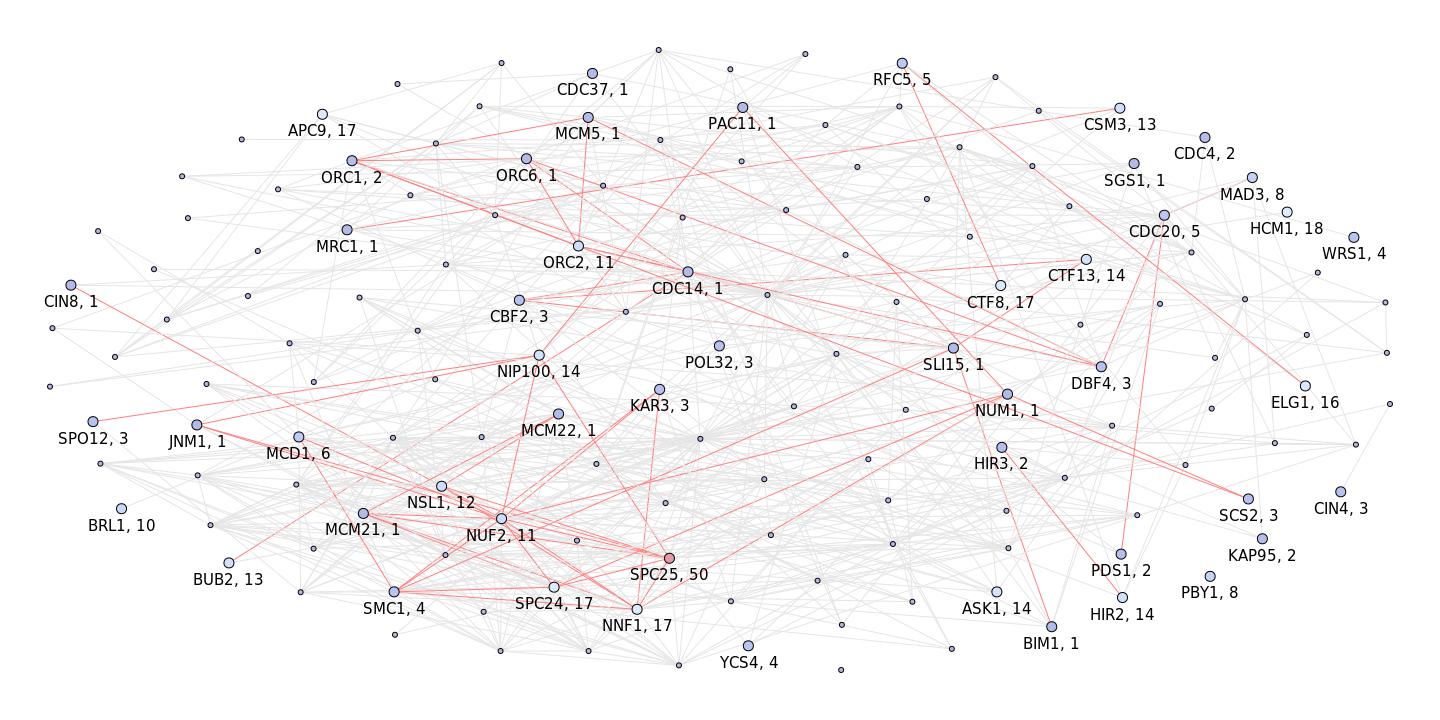 RFC5, 5
CDC37, 1
PAC11, 1
CSM3, 13
APC9, 17
MCM5, 1
CDC4, 2
ORC1, 2
ORC6, 1
SGS1, 1
MAD3, 8
HCM1, 18
CDC20, 5
MRC1, 1
WRS1, 4
ORC2, 11
CTF13, 14
CDC14, 1
CIN8, 1
CTF8, 17
CBF2, 3
POL32, 3
SLI15, 1
NIP100, 14
DBF4, 3
KAR3, 3
ELG1, 16
NUM1, 1
MCM22, 1
SPO12, 3
JNM1, 1
MCD1, 6
HIR3, 2
NSL1, 12
CIN4, 3
SCS2, 3
BRL1, 10
MCM21, 1
NUF2, 11
KAP95, 2
SPC25, 50
PDS1, 2
BUB2, 13
PBY1, 8
SPC24, 17
SMC1, 4
ASK1, 14
HIR2, 14
NNF1, 17
BIM1, 1
YCS4, 4